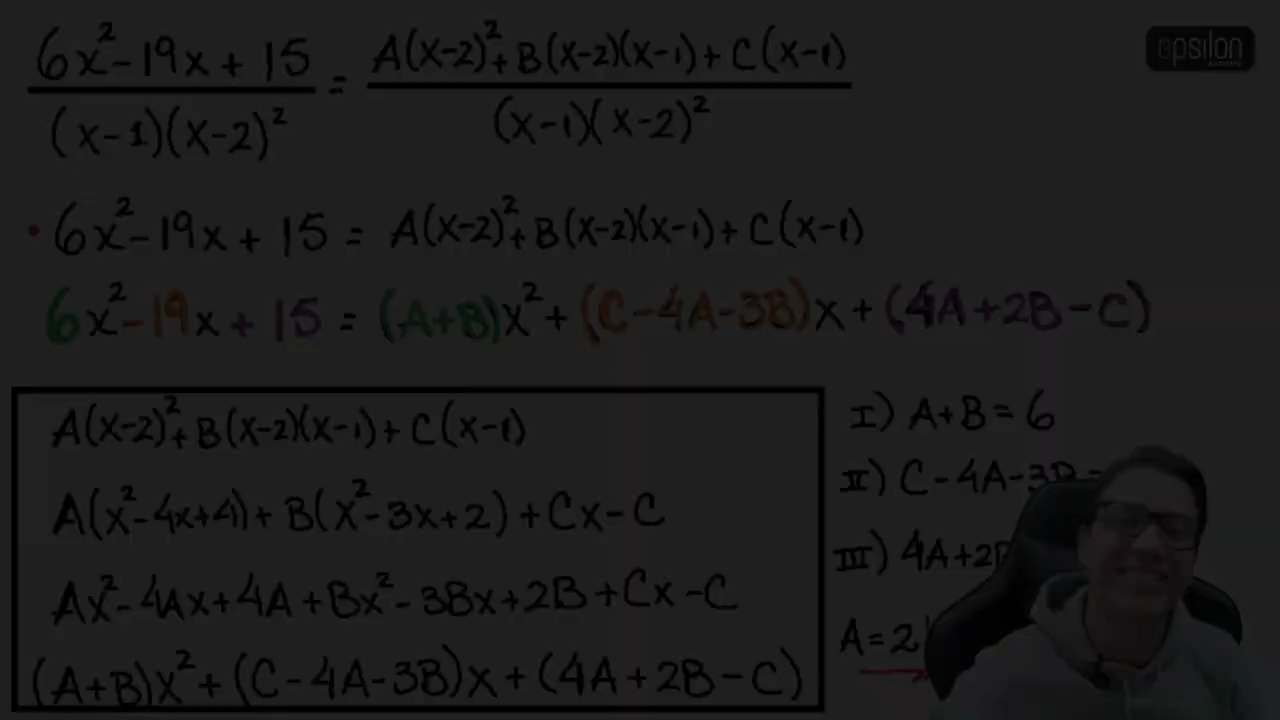 6x² - 19x + 15 / (x-1)(x-2)² = A(x-2)² + B(x-2)(x-1) + C(x-1) / (x-1)(x-2)²
epsilon
• 6x² - 19x + 15 = A(x-2)² + B(x-2)(x-1) + C(x-1)
6x² - 19x + 15 = (A+B)x² + (C-4A-3B)x + (4A+2B-C)
A(x-2)² + B(x-2)(x-1) + C(x-1)
A(x²-4x+4) + B(x²-3x+2) + Cx - C
Ax² - 4Ax + 4A + Bx² - 3Bx + 2B + Cx - C
(A+B)x² + (C-4A-3B)x + (4A+2B-C)
I) A+B = 6
II) C-4A-3B =
III) 4A+2B
A=2